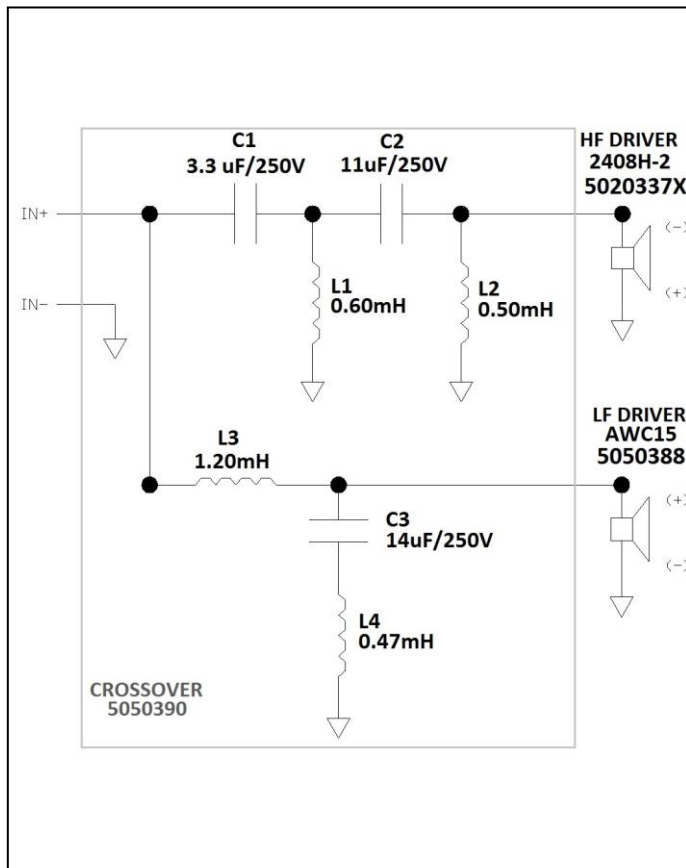 C1
3.3 uF/250V
C2
11uF/250V
HF DRIVER
2408H-2
5020337X
IN+
(-)
(+)
L1
0.60mH
L2
0.50mH
IN-
LF DRIVER
AWC15
5050388
L3
1.20mH
(+)
(-)
C3
14uF/250V
L4
0.47mH
CROSSOVER
5050390